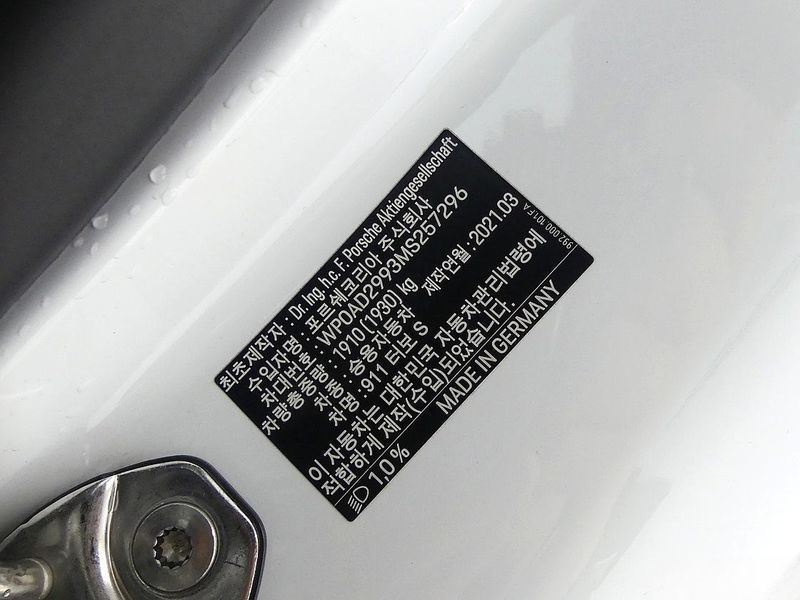 최초제작자 : Dr. Ing. h.c. F. Porsche Aktiengesellschaft
수입자명 : 포르쉐코리아 주식회사
차대번호 : WP0AD2993MS257296
차량총중량 : 1910(1930) kg
차종 : 승용자동차 제작연월 : 2021.03
차명 : 911 터보 S
992.000.101.FA
이 자동차는 대한민국 자동차관리법령에
적합하게 제작(수입)되었습니다.
1,0 % MADE IN GERMANY